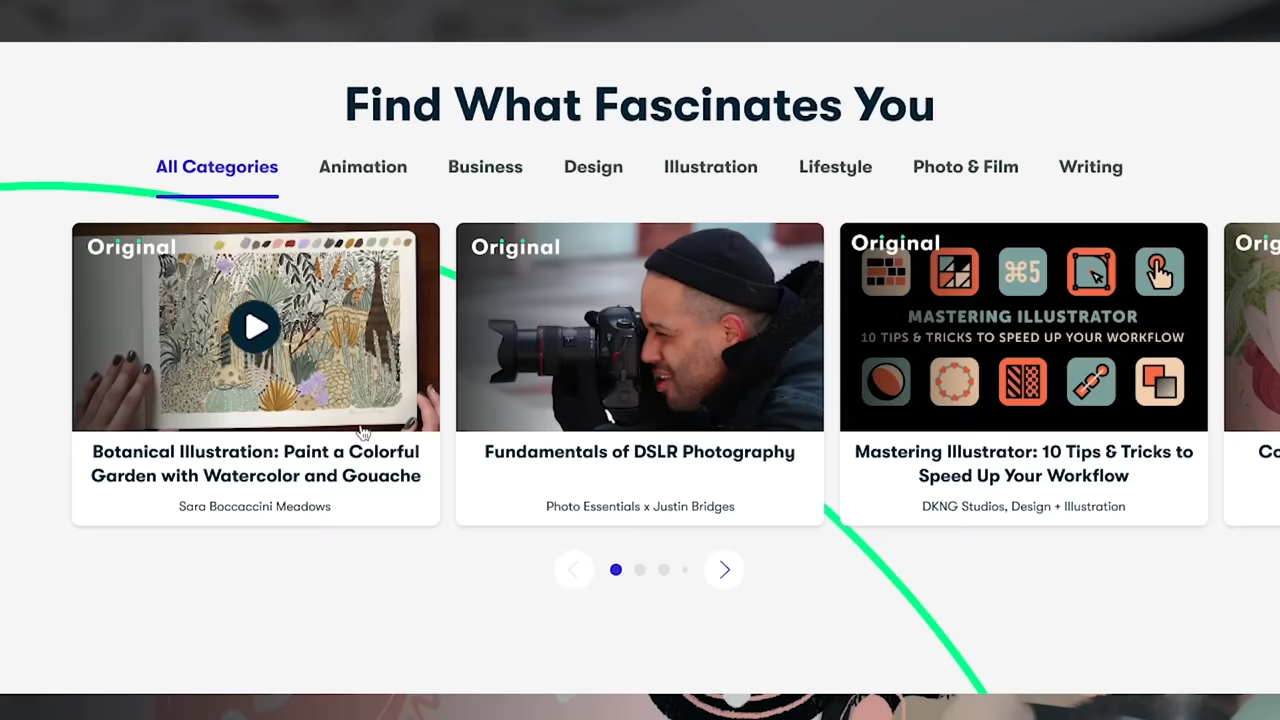 Find What Fascinates You
All Categories Animation Business Design Illustration Lifestyle Photo & Film Writing
Original
Botanical Illustration: Paint a Colorful
Garden with Watercolor and Gouache
Sara Boccaccini Meadows
Original
Fundamentals of DSLR Photography
Photo Essentials x Justin Bridges
Original
⌘5
MASTERING ILLUSTRATOR
10 TIPS & TRICKS TO SPEED UP YOUR WORKFLOW
Mastering Illustrator: 10 Tips & Tricks to
Speed Up Your Workflow
DKNG Studios, Design + Illustration
Orig
Co